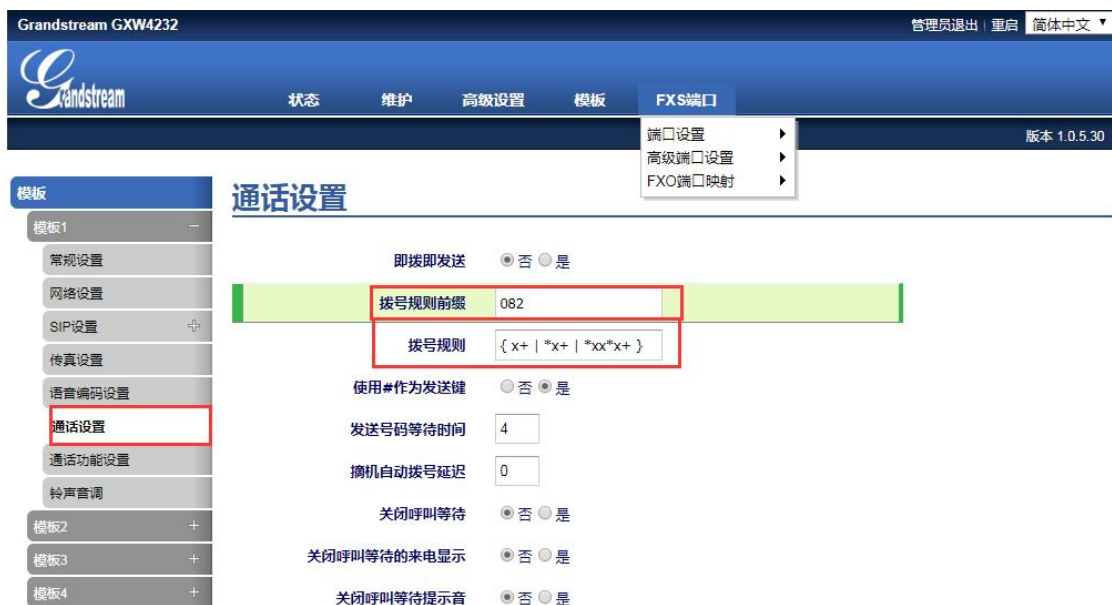 Grandstream GXW4232
管理员退出 | 重启 简体中文
Grandstream
状态 维护 高级设置 模板 FXS端口
端口设置
高级端口设置
FXO端口映射
版本 1.0.5.30
模板
模板1
常规设置
网络设置
SIP设置
传真设置
语音编码设置
通话设置
通话功能设置
铃声音调
模板2
模板3
模板4
通话设置
即拨即发送 否 是
拨号规则前缀 082
拨号规则 { x+ | *x+ | *xx*x+ }
使用#作为发送键 否 是
发送号码等待时间 4
摘机自动拨号延迟 0
关闭呼叫等待 否 是
关闭呼叫等待的来电显示 否 是
关闭呼叫等待提示音 否 是